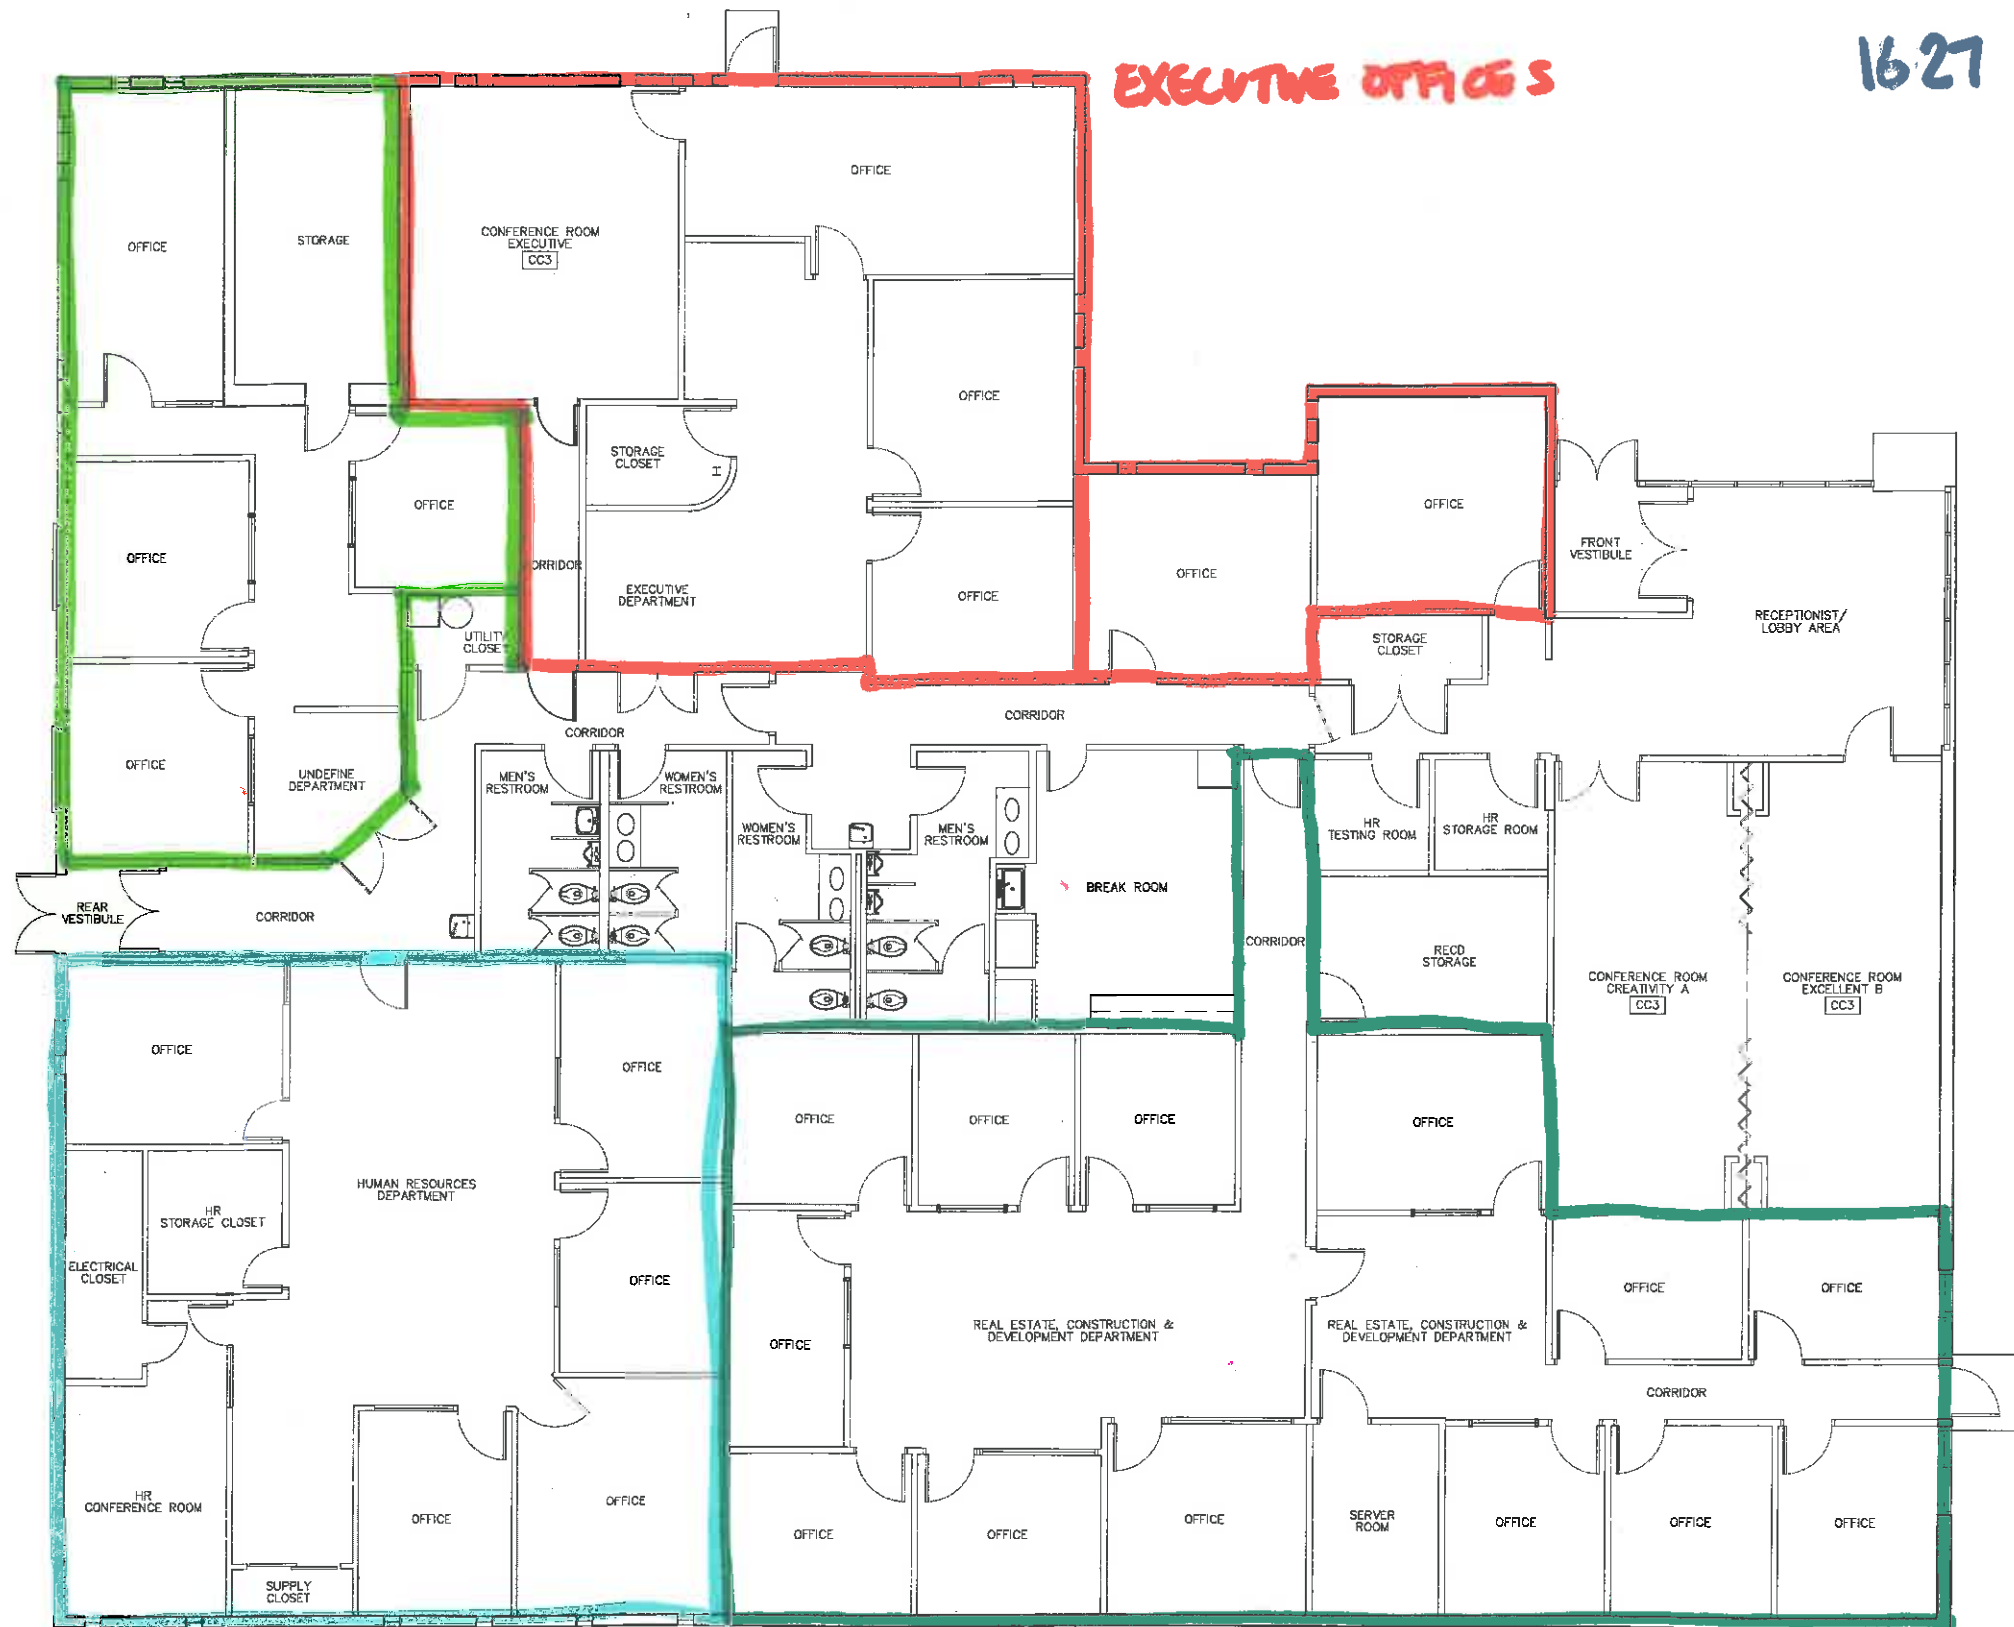 EXECUTIVE OFFICES
1627
OFFICE
OFFICE
STORAGE
CONFERENCE ROOM
EXECUTIVE
CC3
OFFICE
STORAGE
CLOSET
H
OFFICE
OFFICE
OFFICE
FRONT
VESTIBULE
OFFICE
CORRIDOR
EXECUTIVE
DEPARTMENT
OFFICE
OFFICE
RECEPTIONIST/
LOBBY AREA
UTILITY
CLOSET
STORAGE
CLOSET
CORRIDOR
CORRIDOR
OFFICE
UNDEFINE
DEPARTMENT
MEN'S
RESTROOM
WOMEN'S
RESTROOM
WOMEN'S
RESTROOM
MEN'S
RESTROOM
HR
TESTING ROOM
HR
STORAGE ROOM
BREAK ROOM
REAR
VESTIBULE
CORRIDOR
CORRIDOR
RECD
STORAGE
CONFERENCE ROOM
CREATIVITY A
CC3
CONFERENCE ROOM
EXCELLENT B
CC3
OFFICE
OFFICE
OFFICE
OFFICE
OFFICE
OFFICE
HUMAN RESOURCES
DEPARTMENT
HR
STORAGE CLOSET
ELECTRICAL
CLOSET
OFFICE
OFFICE
OFFICE
OFFICE
REAL ESTATE, CONSTRUCTION &
DEVELOPMENT DEPARTMENT
REAL ESTATE, CONSTRUCTION &
DEVELOPMENT DEPARTMENT
CORRIDOR
HR
CONFERENCE ROOM
OFFICE
OFFICE
OFFICE
OFFICE
OFFICE
SERVER
ROOM
OFFICE
OFFICE
OFFICE
SUPPLY
CLOSET